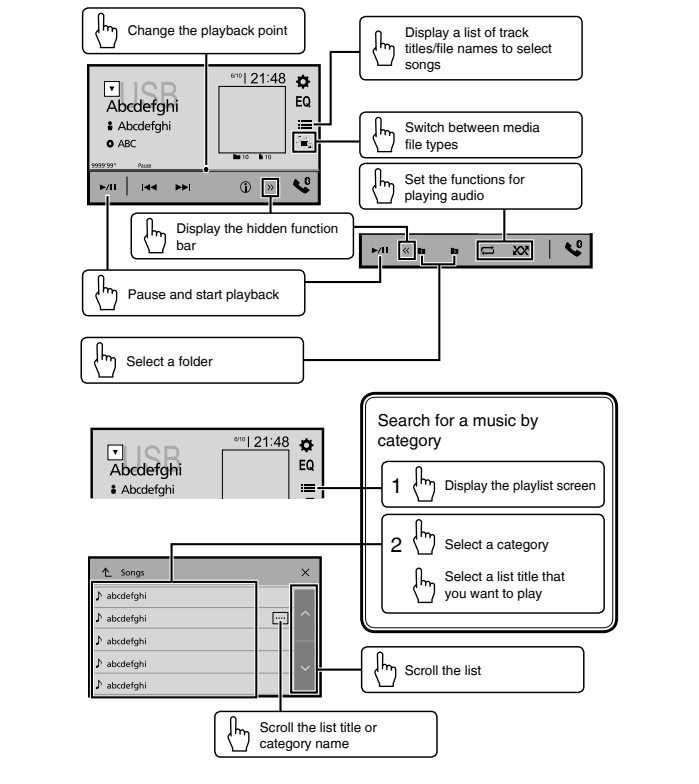 Change the playback point
Display a list of track
titles/file names to select
songs
USB
6/10 21:48
EQ
Abcdefghi
Abcdefghi
ABC
10 10
9999'99" Pause
Switch between media
file types
Set the functions for
playing audio
Display the hidden function
bar
Pause and start playback
Select a folder
Search for a music by
category
USB
6/10 21:48
EQ
Abcdefghi
Abcdefghi
1 Display the playlist screen
2 Select a category
Select a list title that
you want to play
Songs
abcdefghi
abcdefghi
abcdefghi
abcdefghi
abcdefghi
Scroll the list
Scroll the list title or
category name